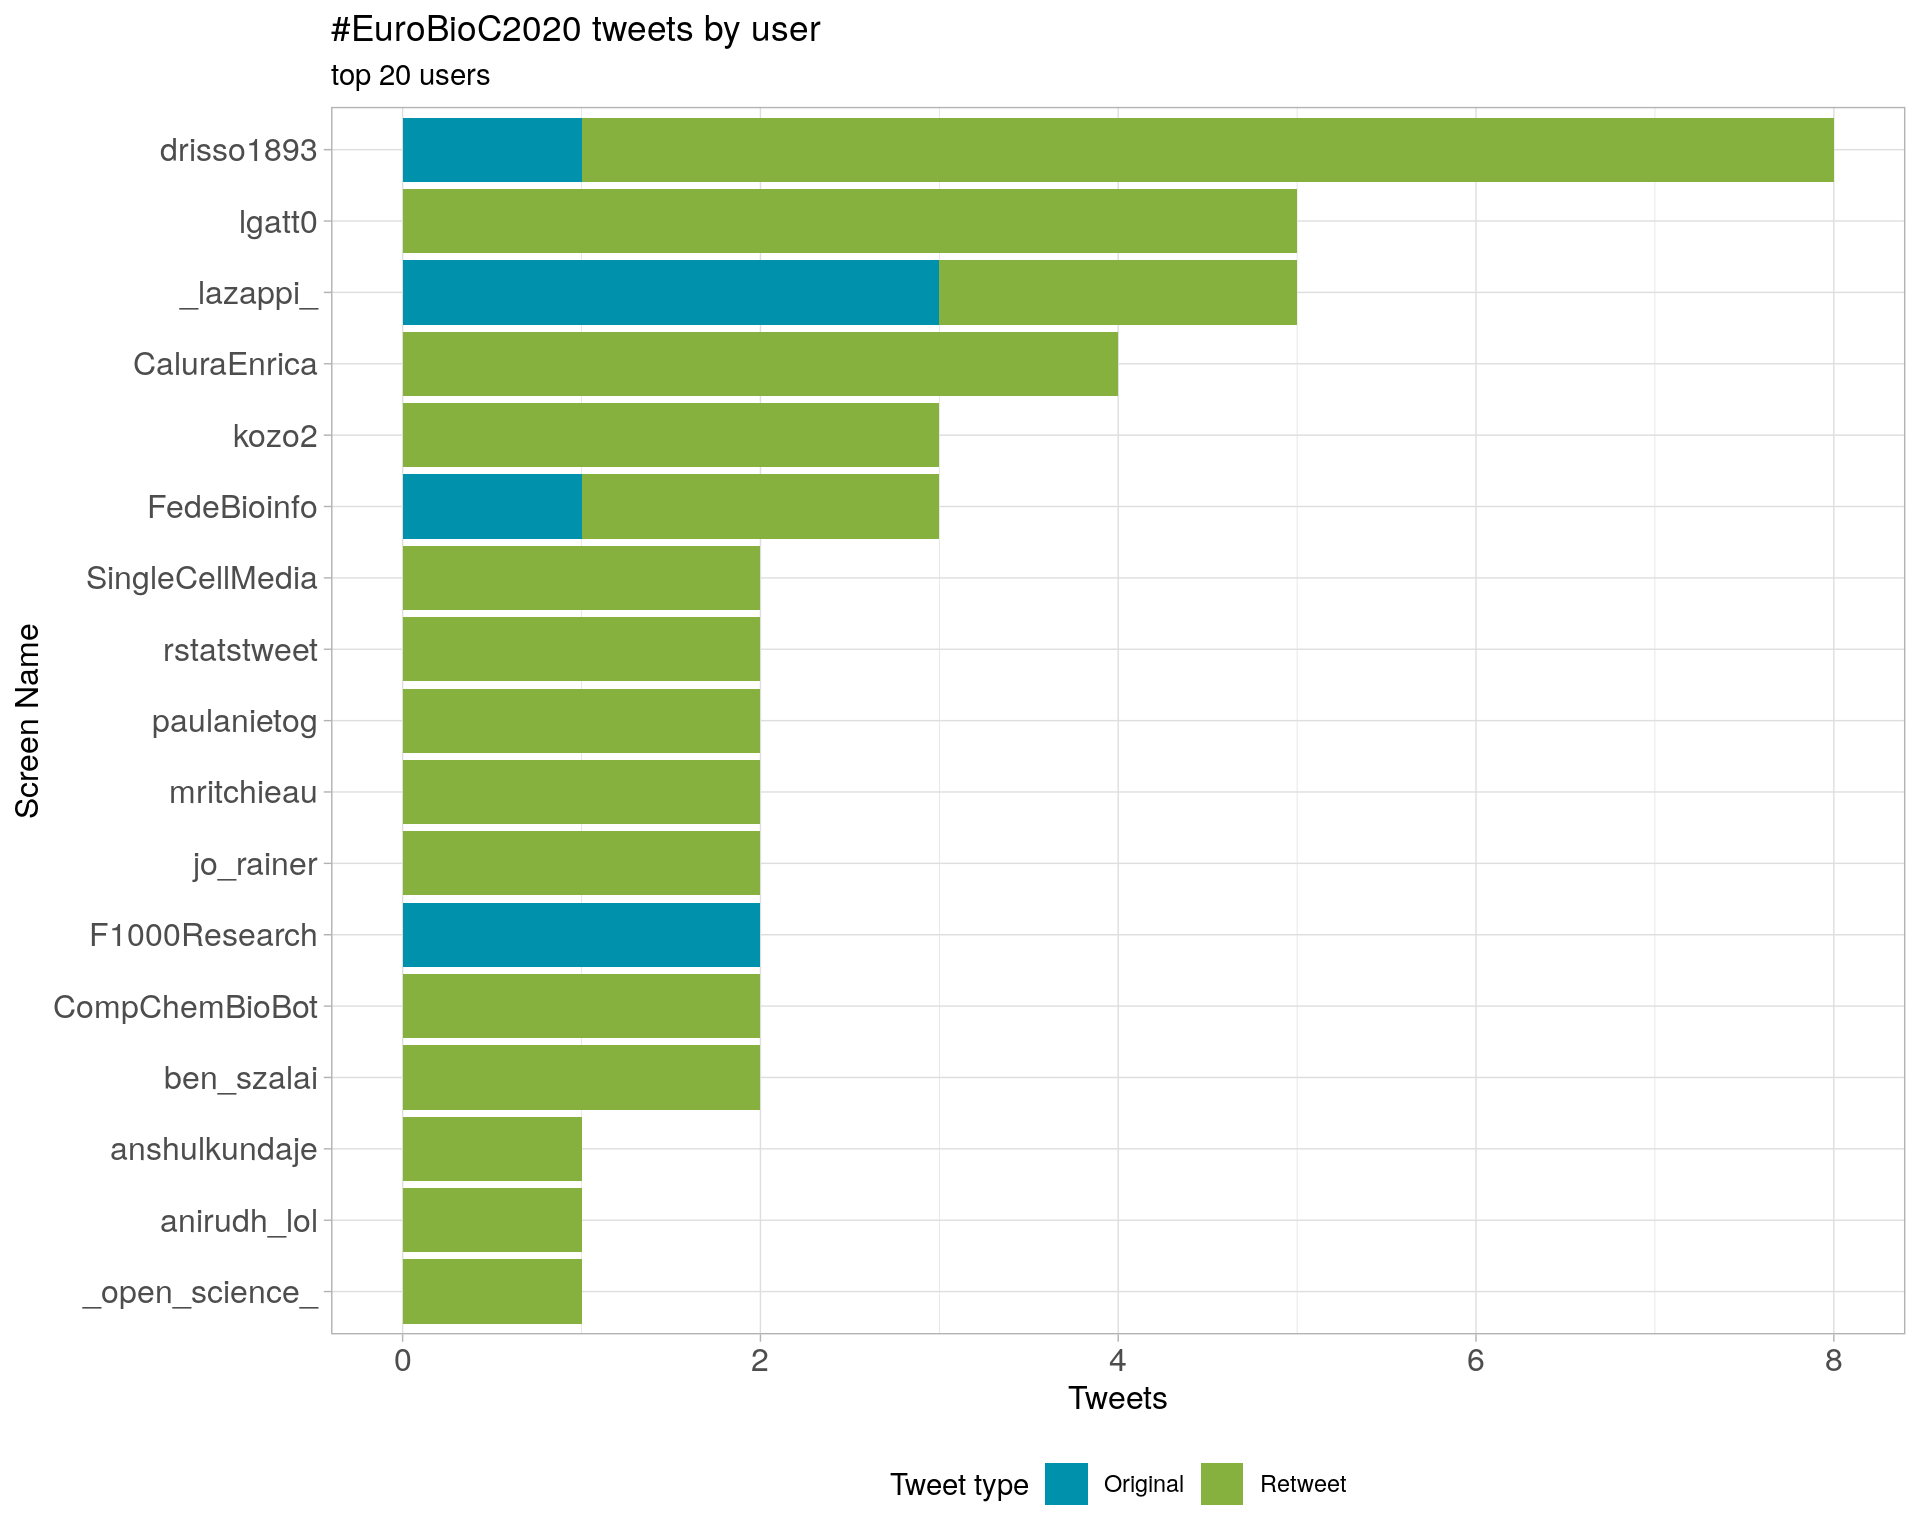 #EuroBioC2020 tweets by user
top 20 users
drisso1893
lgatt0
_lazappi_
CaluraEnrica
kozo2
FedeBioinfo
SingleCellMedia
rstatstweet
paulanietog
mritchieau
jo_rainer
F1000Research
CompChemBioBot
ben_szalai
anshulkundaje
anirudh_lol
_open_science_
Screen Name
0 2 4 6 8
Tweets
Tweet type Original Retweet